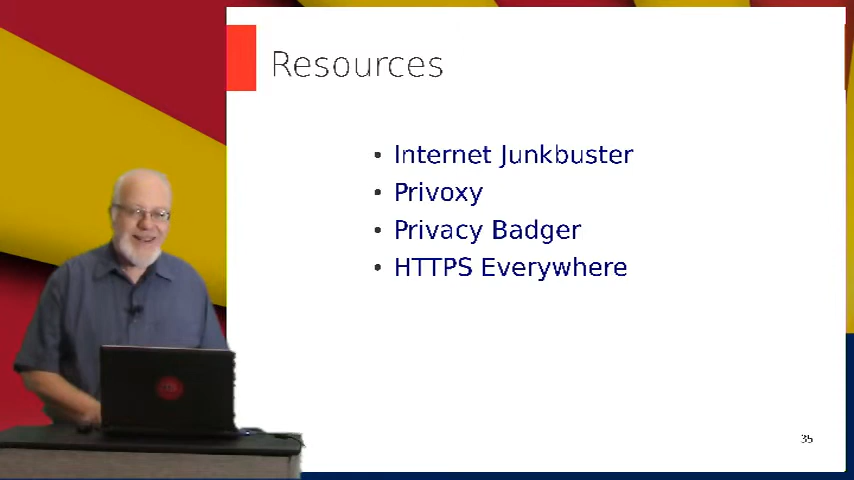 Resources
• Internet Junkbuster
• Privoxy
• Privacy Badger
• HTTPS Everywhere
35